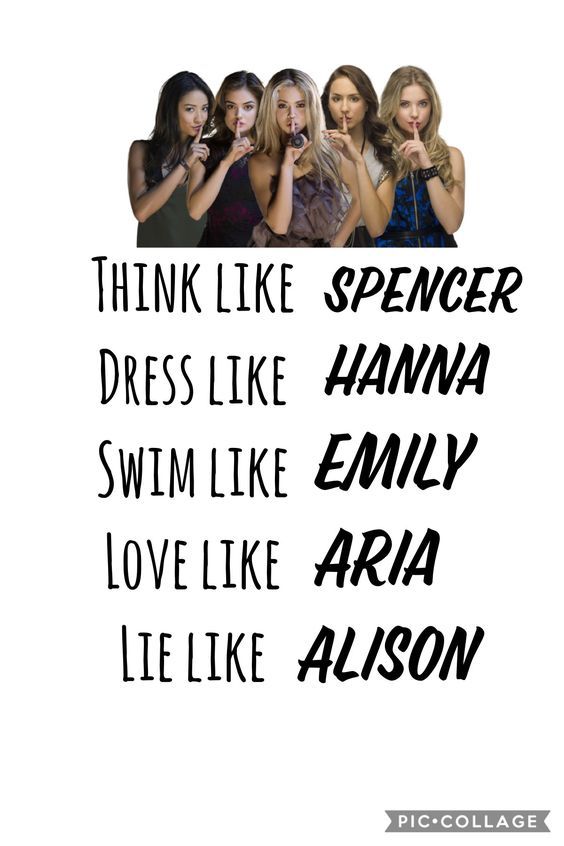 THINK LIKE SPENCER
DRESS LIKE HANNA
SWIM LIKE EMILY
LOVE LIKE ARIA
LIE LIKE ALISON
PIC•COLLAGE